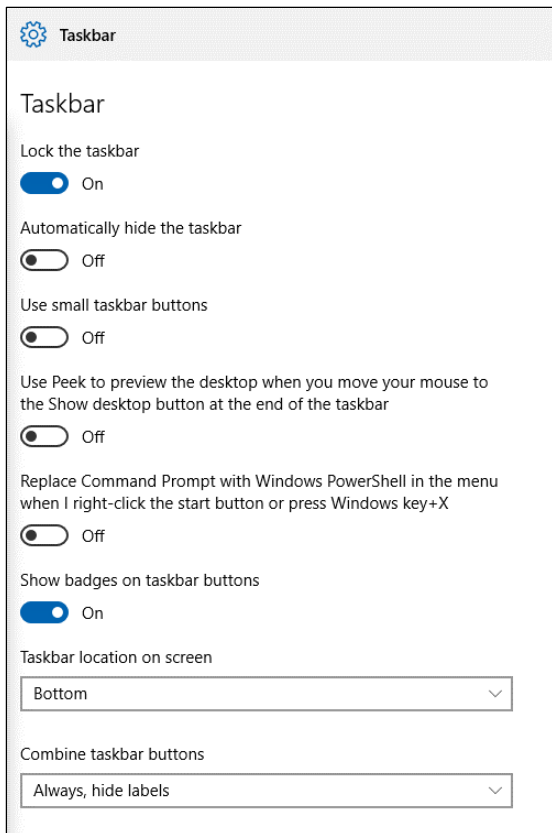 Taskbar
Taskbar
Lock the taskbar
On
Automatically hide the taskbar
Off
Use small taskbar buttons
Off
Use Peek to preview the desktop when you move your mouse to
the Show desktop button at the end of the taskbar
Off
Replace Command Prompt with Windows PowerShell in the menu
when I right-click the start button or press Windows key+X
Off
Show badges on taskbar buttons
On
Taskbar location on screen
Bottom
Combine taskbar buttons
Always, hide labels